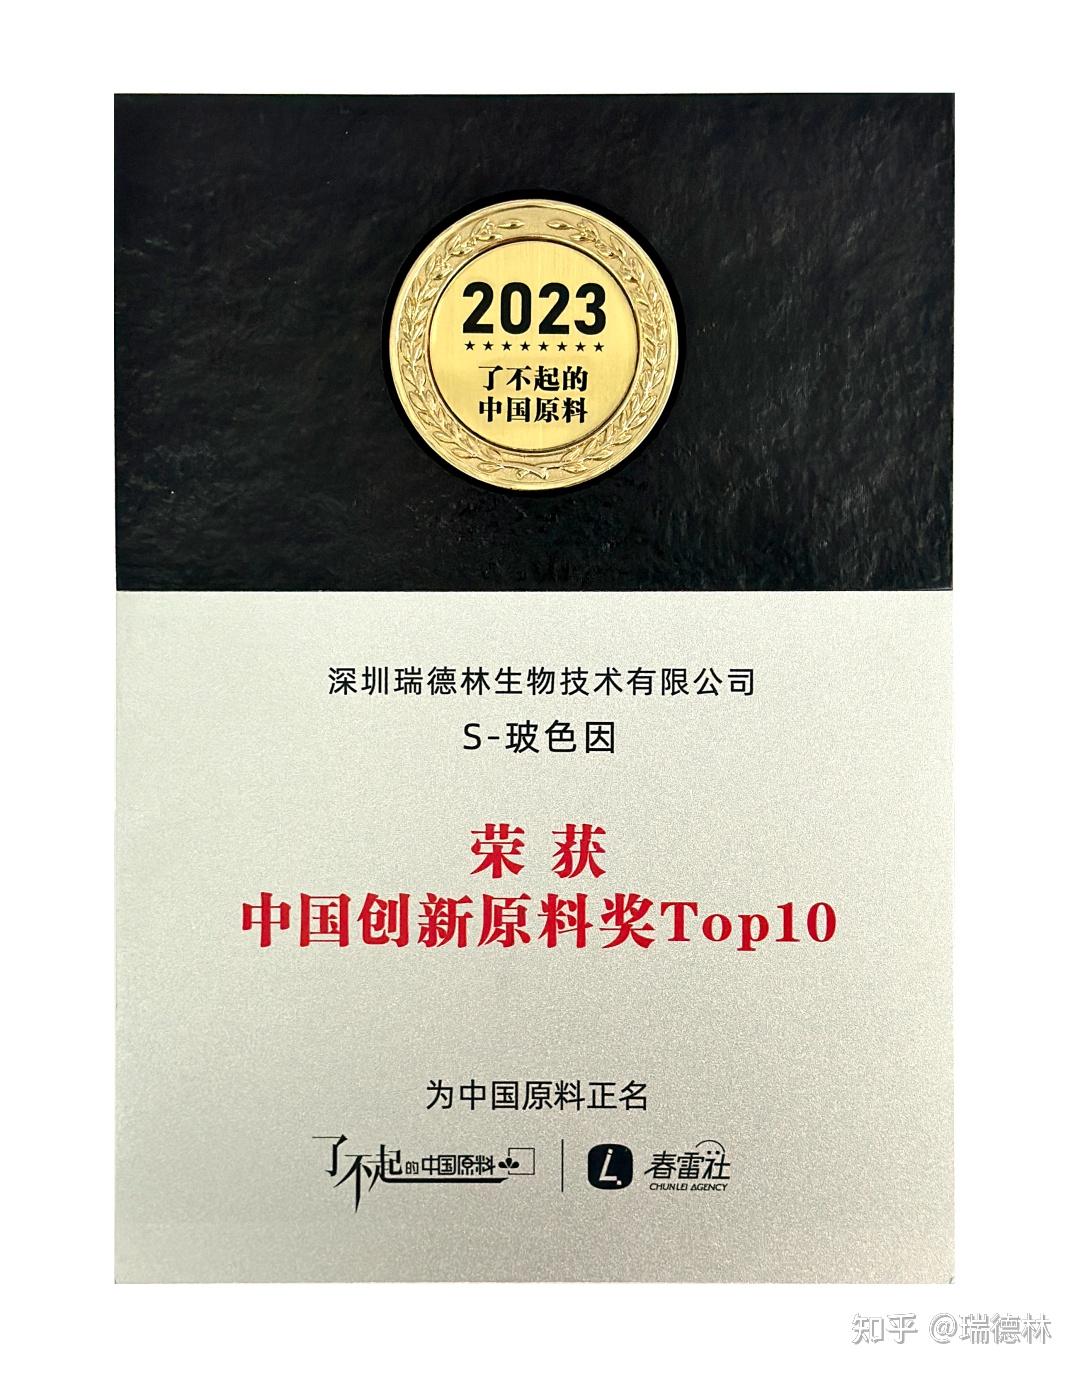 2023
了不起的
中国原料
深圳瑞德林生物技术有限公司
S-玻色因
荣获
中国创新原料奖Top10
为中国原料正名
了不起的中国原料
春雷社
CHUNLEI AGENCY
知乎 @瑞德林